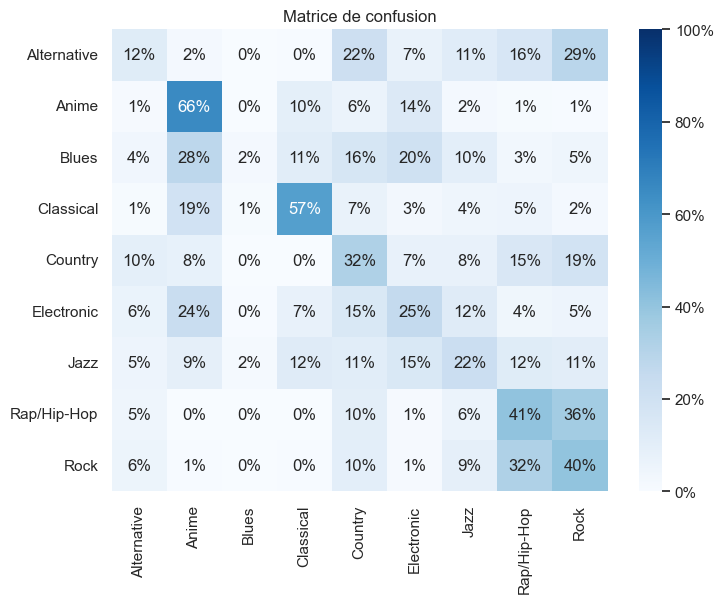 Matrice de confusion
Alternative 12% 2% 0% 0% 22% 7% 11% 16% 29%
Anime 1% 66% 0% 10% 6% 14% 2% 1% 1%
Blues 4% 28% 2% 11% 16% 20% 10% 3% 5%
Classical 1% 19% 1% 57% 7% 3% 4% 5% 2%
Country 10% 8% 0% 0% 32% 7% 8% 15% 19%
Electronic 6% 24% 0% 7% 15% 25% 12% 4% 5%
Jazz 5% 9% 2% 12% 11% 15% 22% 12% 11%
Rap/Hip-Hop 5% 0% 0% 0% 10% 1% 6% 41% 36%
Rock 6% 1% 0% 0% 10% 1% 9% 32% 40%
Alternative Anime Blues Classical Country Electronic Jazz Rap/Hip-Hop Rock
100%
80%
60%
40%
20%
0%